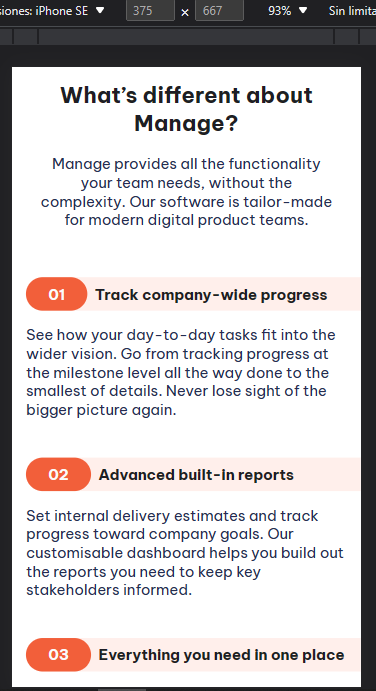 siones: iPhone SE ▼ 375 × 667 93% ▼ Sin limita
What’s different about
Manage?
Manage provides all the functionality
your team needs, without the
complexity. Our software is tailor-made
for modern digital product teams.
01 Track company-wide progress
See how your day-to-day tasks fit into the
wider vision. Go from tracking progress at
the milestone level all the way done to the
smallest of details. Never lose sight of the
bigger picture again.
02 Advanced built-in reports
Set internal delivery estimates and track
progress toward company goals. Our
customisable dashboard helps you build out
the reports you need to keep key
stakeholders informed.
03 Everything you need in one place